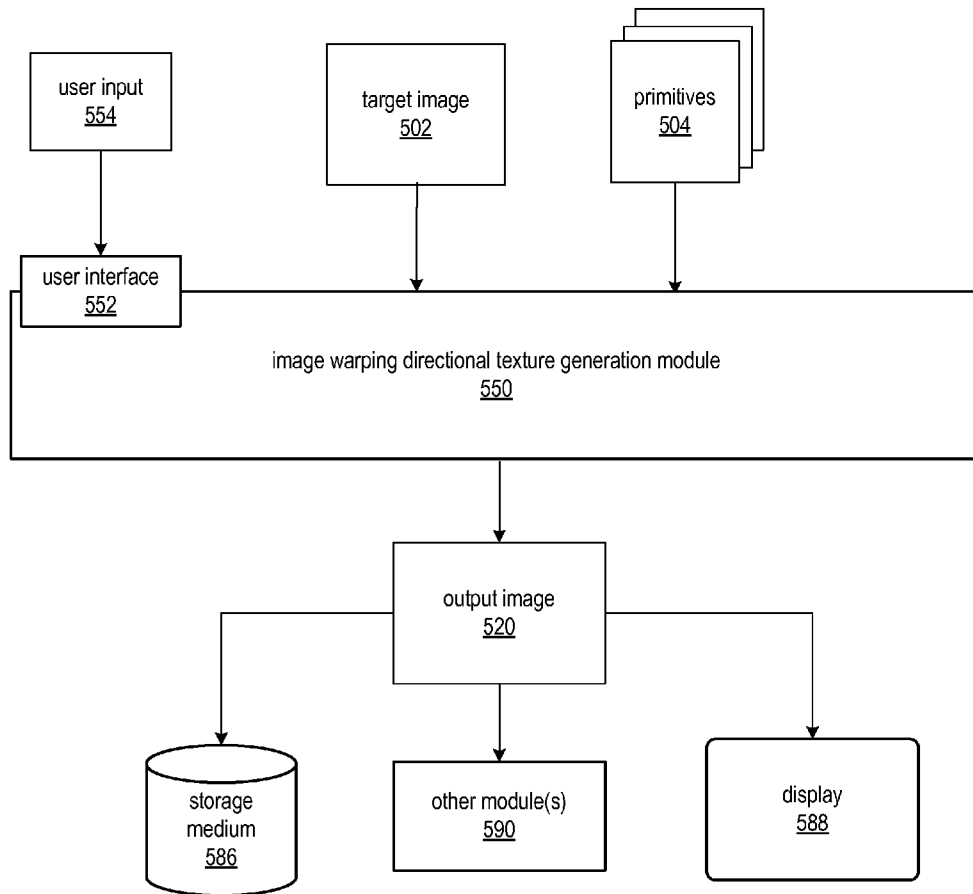 user input
554
target image
502
primitives
504
user interface
552
image warping directional texture generation module
550
output image
520
storage
medium
586
other module(s)
590
display
588